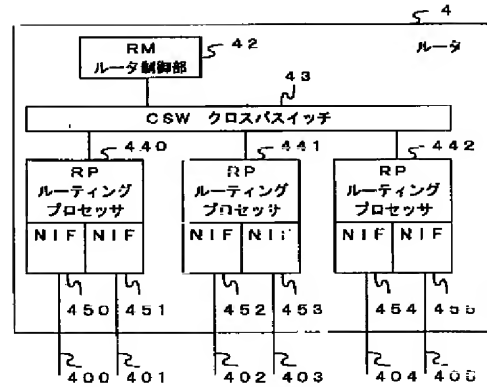 4
ルータ
RM
ルータ制御部
42
43
CSW クロスバスイッチ
440
441
442
RP
ルーティング
プロセッサ
RP
ルーティング
プロセッサ
RP
ルーティング
プロセッサ
NIF NIF
NIF NIF
NIF NIF
450 451 452 453 454 455
400 401 402 403 404 405